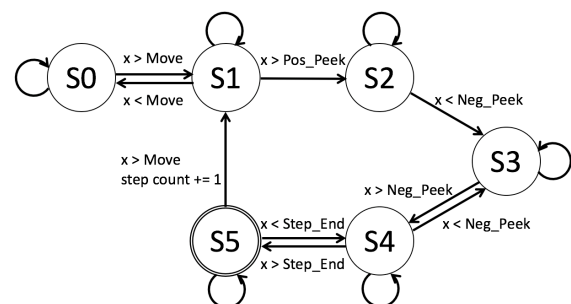 S0
x > Move
x < Move
S1
x > Pos_Peek
S2
x < Neg_Peek
S3
x > Neg_Peek
x < Neg_Peek
x > Move
step count += 1
S5
x < Step_End
x > Step_End
S4